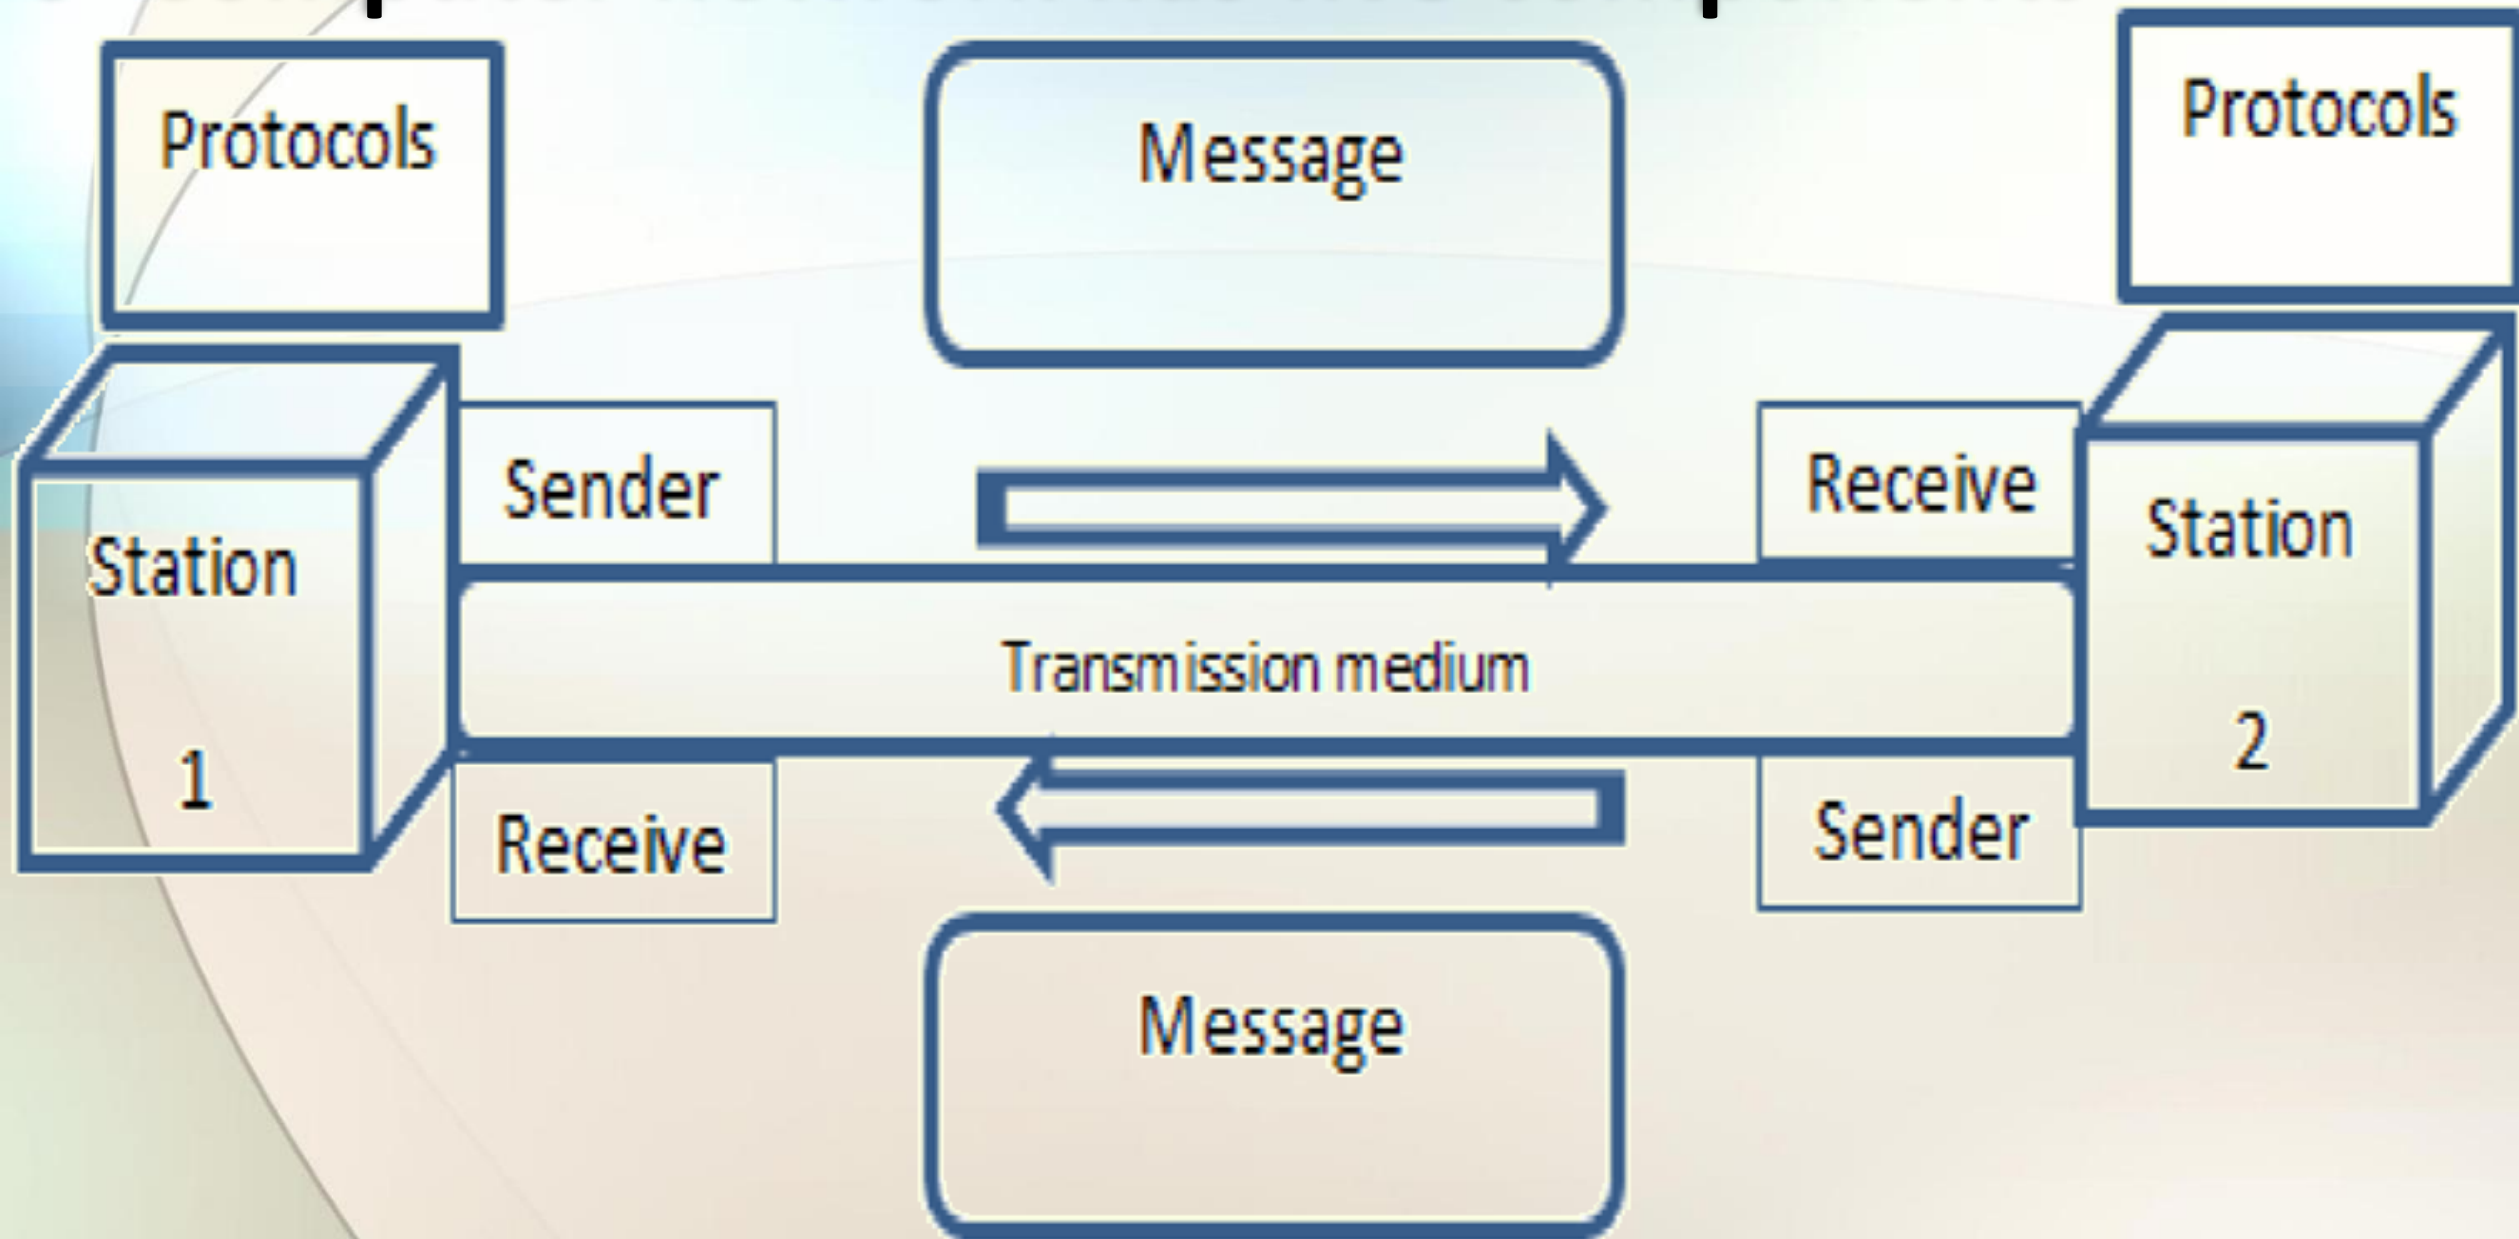 Protocols
Message
Protocols
Sender
Receive
Station
1
Station
2
Transmission medium
Receive
Sender
Message